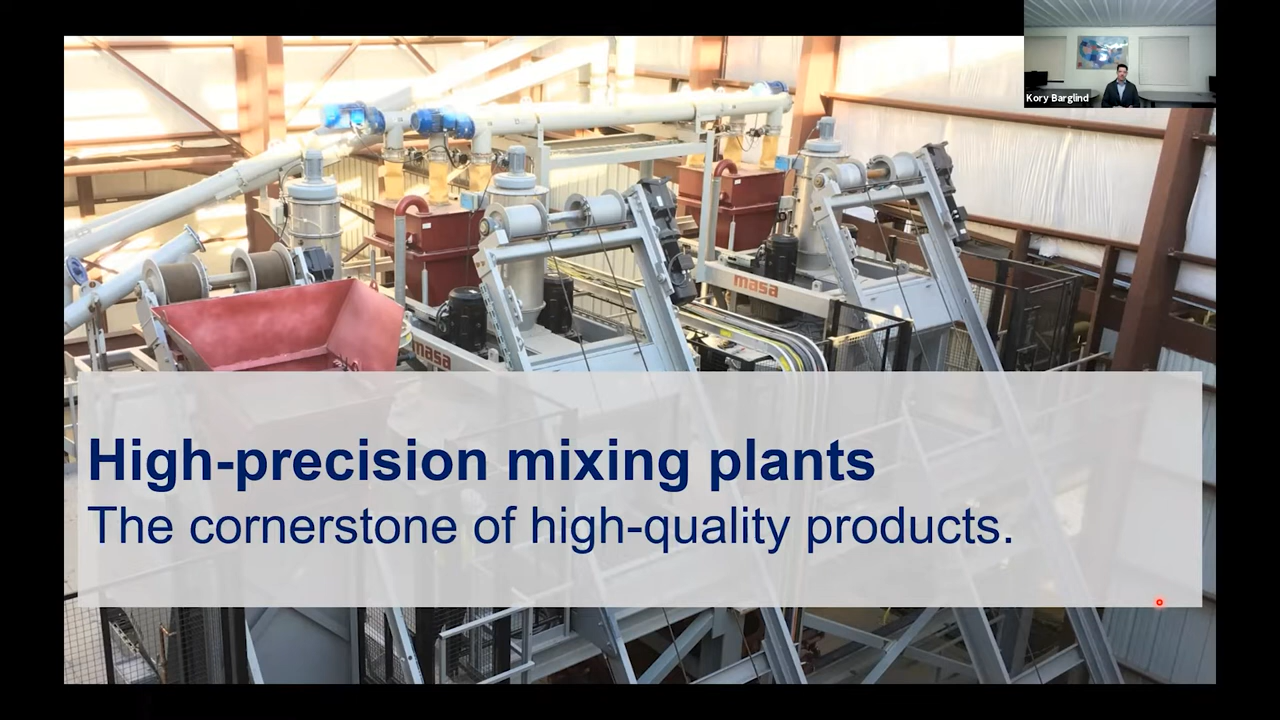 Kory Barglind
masa
masa
High-precision mixing plants
The cornerstone of high-quality products.